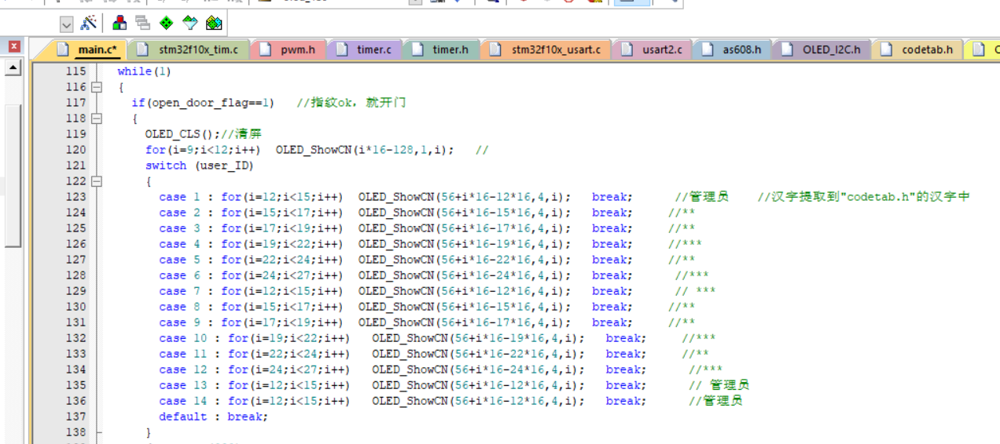 main.c* stm32f10x_tim.c pwm.h timer.c timer.h stm32f10x_usart.c usart2.c as608.h OLED_I2C.h codetab.h
115 while(1)
116 {
117 if(open_door_flag==1) //指纹ok，就开门
118 {
119 OLED_CLS();//清屏
120 for(i=9;i<12;i++) OLED_ShowCN(i*16-128,1,i); //
121 switch (user_ID)
122 {
123 case 1 : for(i=12;i<15;i++) OLED_ShowCN(56+i*16-12*16,4,i); break; //管理员 //汉字提取到"codetab.h"的汉字中
124 case 2 : for(i=15;i<17;i++) OLED_ShowCN(56+i*16-15*16,4,i); break; //**
125 case 3 : for(i=17;i<19;i++) OLED_ShowCN(56+i*16-17*16,4,i); break; //**
126 case 4 : for(i=19;i<22;i++) OLED_ShowCN(56+i*16-19*16,4,i); break; //***
127 case 5 : for(i=22;i<24;i++) OLED_ShowCN(56+i*16-22*16,4,i); break; //**
128 case 6 : for(i=24;i<27;i++) OLED_ShowCN(56+i*16-24*16,4,i); break; //***
129 case 7 : for(i=12;i<15;i++) OLED_ShowCN(56+i*16-12*16,4,i); break; // ***
130 case 8 : for(i=15;i<17;i++) OLED_ShowCN(56+i*16-15*16,4,i); break; //**
131 case 9 : for(i=17;i<19;i++) OLED_ShowCN(56+i*16-17*16,4,i); break; //**
132 case 10 : for(i=19;i<22;i++) OLED_ShowCN(56+i*16-19*16,4,i); break; //***
133 case 11 : for(i=22;i<24;i++) OLED_ShowCN(56+i*16-22*16,4,i); break; //**
134 case 12 : for(i=24;i<27;i++) OLED_ShowCN(56+i*16-24*16,4,i); break; //***
135 case 13 : for(i=12;i<15;i++) OLED_ShowCN(56+i*16-12*16,4,i); break; // 管理员
136 case 14 : for(i=12;i<15;i++) OLED_ShowCN(56+i*16-12*16,4,i); break; //管理员
137 default : break;
138 }